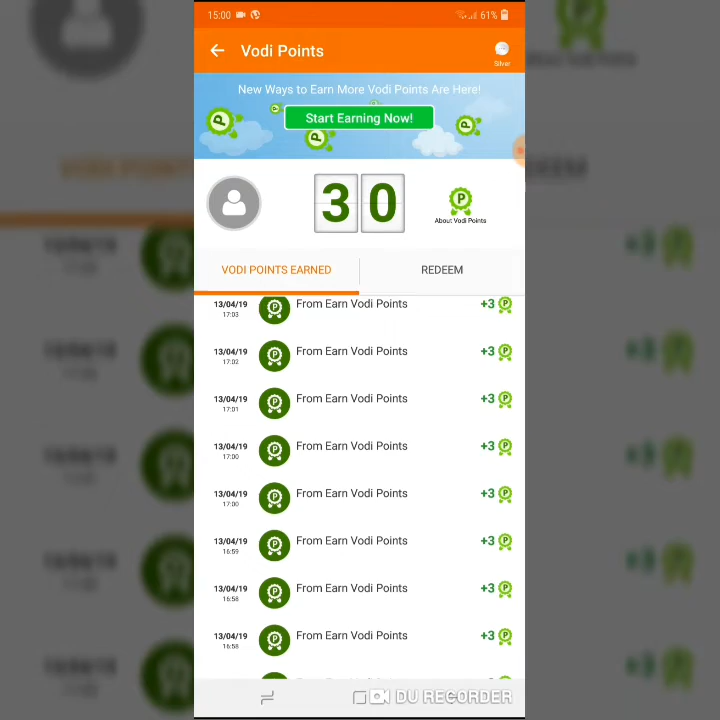 15:00 61%
Vodi Points
Silver
New Ways to Earn More Vodi Points Are Here!
Start Earning Now!
30
About Vodi Points
VODI POINTS EARNED REDEEM
13/04/19 From Earn Vodi Points +3
17:03
13/04/19 From Earn Vodi Points +3
17:02
13/04/19 From Earn Vodi Points +3
17:01
13/04/19 From Earn Vodi Points +3
17:00
13/04/19 From Earn Vodi Points +3
17:00
13/04/19 From Earn Vodi Points +3
16:59
13/04/19 From Earn Vodi Points +3
16:58
13/04/19 From Earn Vodi Points +3
16:58
DU RECORDER